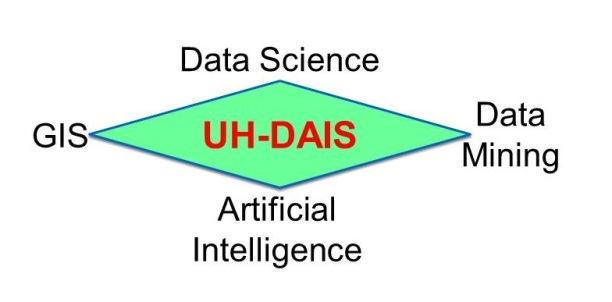 Data Science
GIS
UH-DAIS
Data
Mining
Artificial
Intelligence